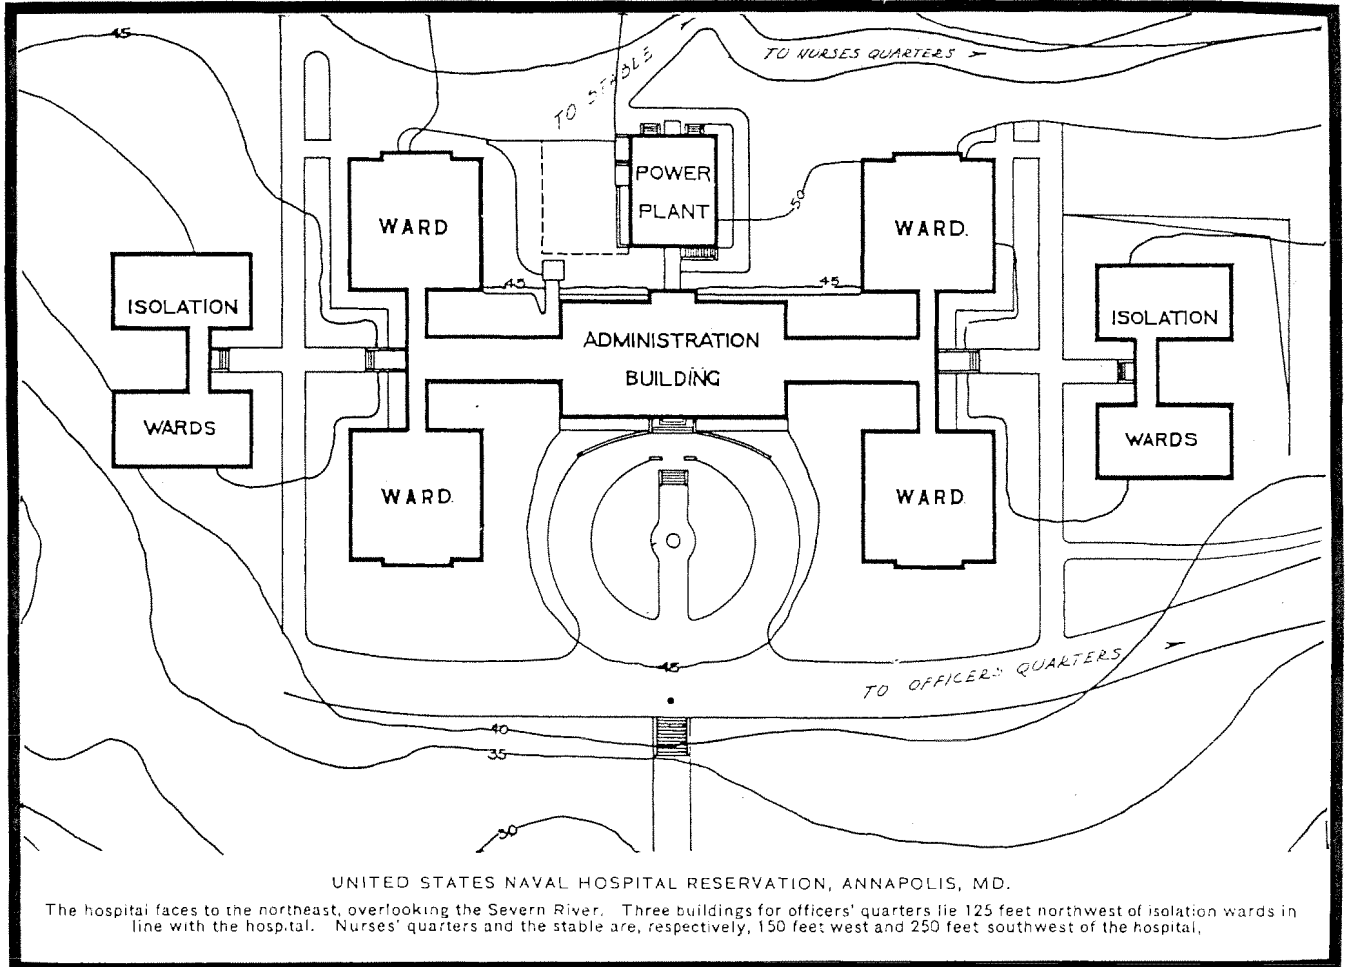 45
TO NURSES QUARTERS
TO STABLE
POWER
PLANT
50
WARD
WARD.
ISOLATION
45
45
ISOLATION
ADMINISTRATION
BUILDING
WARDS
WARDS
WARD.
WARD.
45
TO OFFICERS QUARTERS
40
35
30
UNITED STATES NAVAL HOSPITAL RESERVATION, ANNAPOLIS, MD.
The hospital faces to the northeast, overlooking the Severn River. Three buildings for officers' quarters lie 125 feet northwest of isolation wards in
line with the hospital. Nurses' quarters and the stable are, respectively, 150 feet west and 250 feet southwest of the hospital,